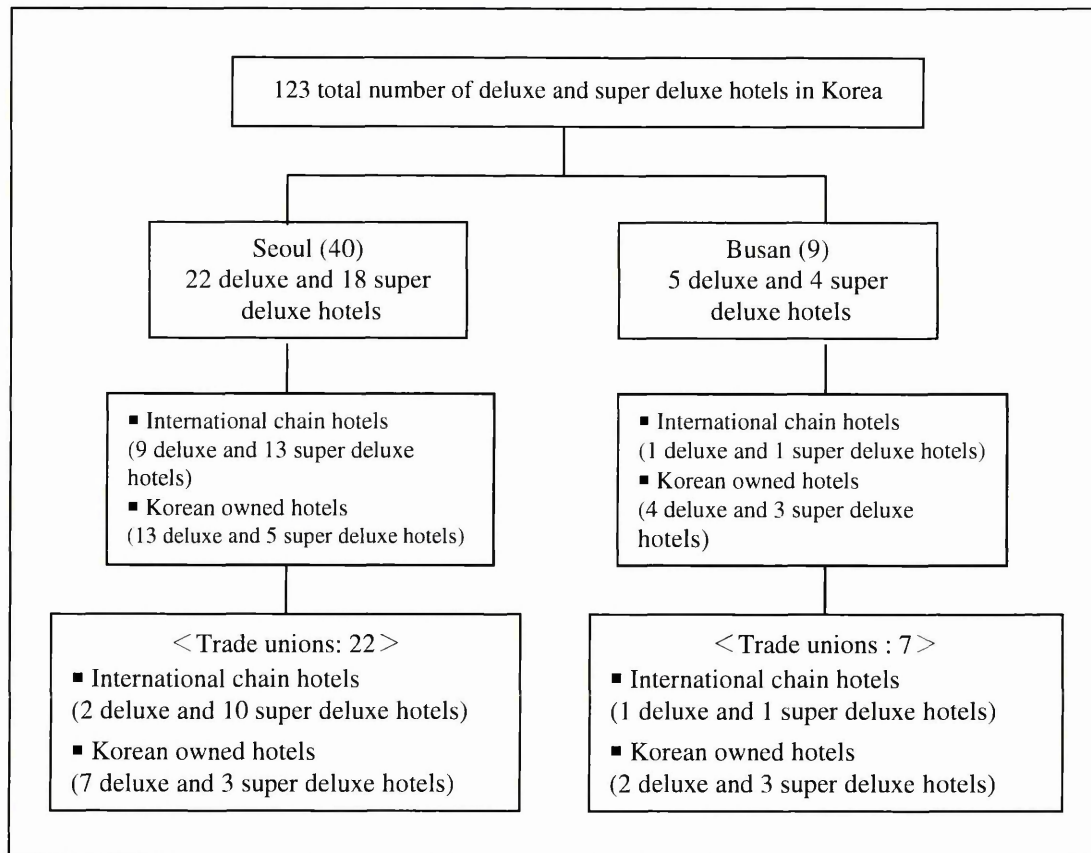 123 total number of deluxe and super deluxe hotels in Korea
Seoul (40)
22 deluxe and 18 super
deluxe hotels
Busan (9)
5 deluxe and 4 super
deluxe hotels
■ International chain hotels
(9 deluxe and 13 super deluxe
hotels)
■ Korean owned hotels
(13 deluxe and 5 super deluxe hotels)
■ International chain hotels
(1 deluxe and 1 super deluxe hotels)
■ Korean owned hotels
(4 deluxe and 3 super deluxe
hotels)
<Trade unions: 22>
■ International chain hotels
(2 deluxe and 10 super deluxe hotels)
■ Korean owned hotels
(7 deluxe and 3 super deluxe hotels)
<Trade unions : 7>
■ International chain hotels
(1 deluxe and 1 super deluxe hotels)
■ Korean owned hotels
(2 deluxe and 3 super deluxe hotels)